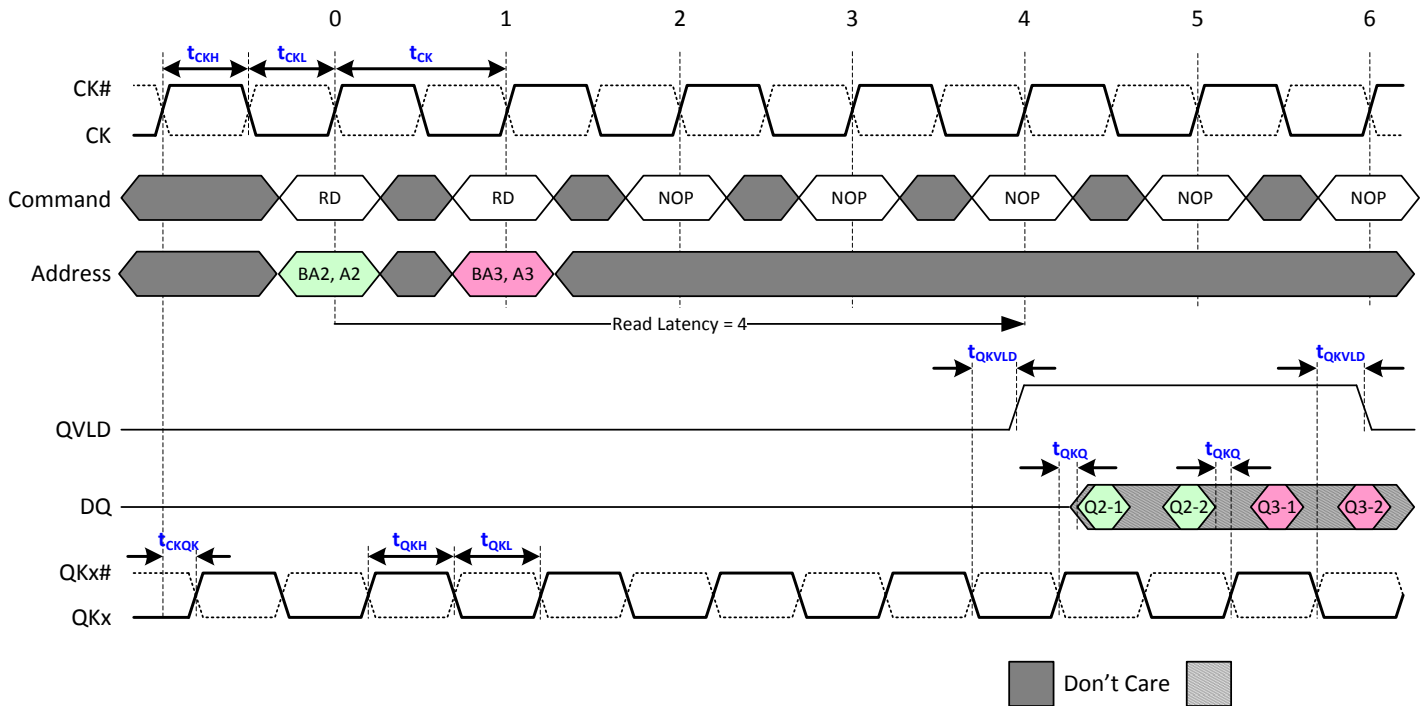 0 1 2 3 4 5 6
tCKH tCKL tCK
CK#
CK
Command RD RD NOP NOP NOP NOP NOP
Address BA2, A2 BA3, A3
Read Latency = 4
tQKVLD tQKVLD
QVLD
tQKQ tQKQ
DQ Q2-1 Q2-2 Q3-1 Q3-2
tCKQK tQKH tQKL
QKx#
QKx
Don't Care